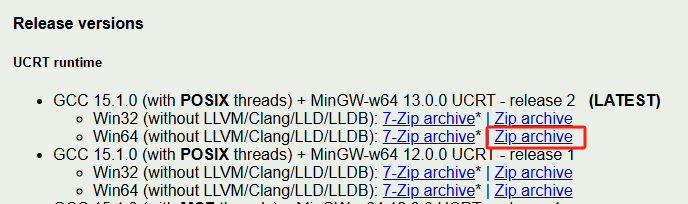 Release versions
UCRT runtime
GCC 15.1.0 (with POSIX threads) + MinGW-w64 13.0.0 UCRT - release 2 (LATEST)
Win32 (without LLVM/Clang/LLD/LLDB): 7-Zip archive* | Zip archive
Win64 (without LLVM/Clang/LLD/LLDB): 7-Zip archive* | Zip archive
GCC 15.1.0 (with POSIX threads) + MinGW-w64 12.0.0 UCRT - release 1
Win32 (without LLVM/Clang/LLD/LLDB): 7-Zip archive* | Zip archive
Win64 (without LLVM/Clang/LLD/LLDB): 7-Zip archive* | Zip archive